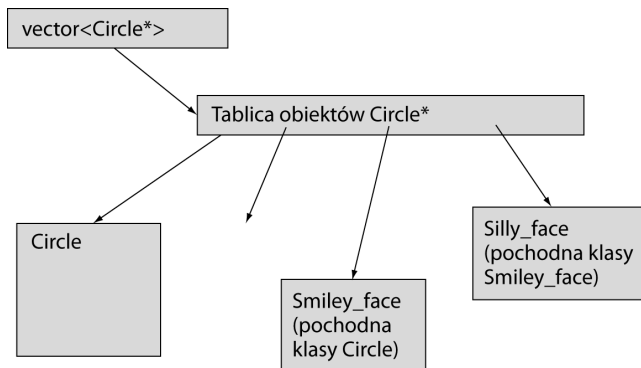 vector<Circle*>
Tablica obiektów Circle*
Circle
Smiley_face
(pochodna
klasy Circle)
Silly_face
(pochodna klasy
Smiley_face)